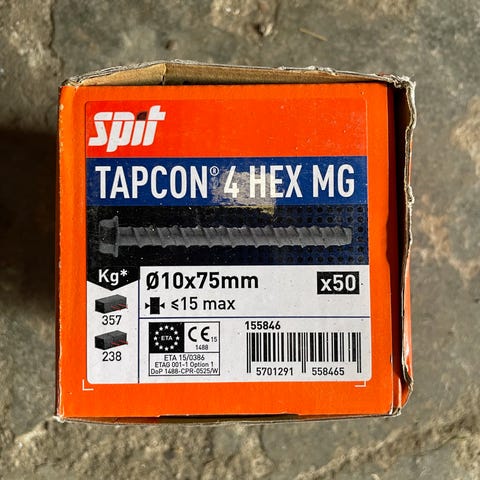 Spit
TAPCON® 4 HEX MG
Kg*
Ø10x75mm
x50
≤15 max
357
238
ETA
CE 15
1488
ETA 15/0386
ETAG 001-1 Option 1
DoP 1488-CPR-0525/W
155846
5701291 558465